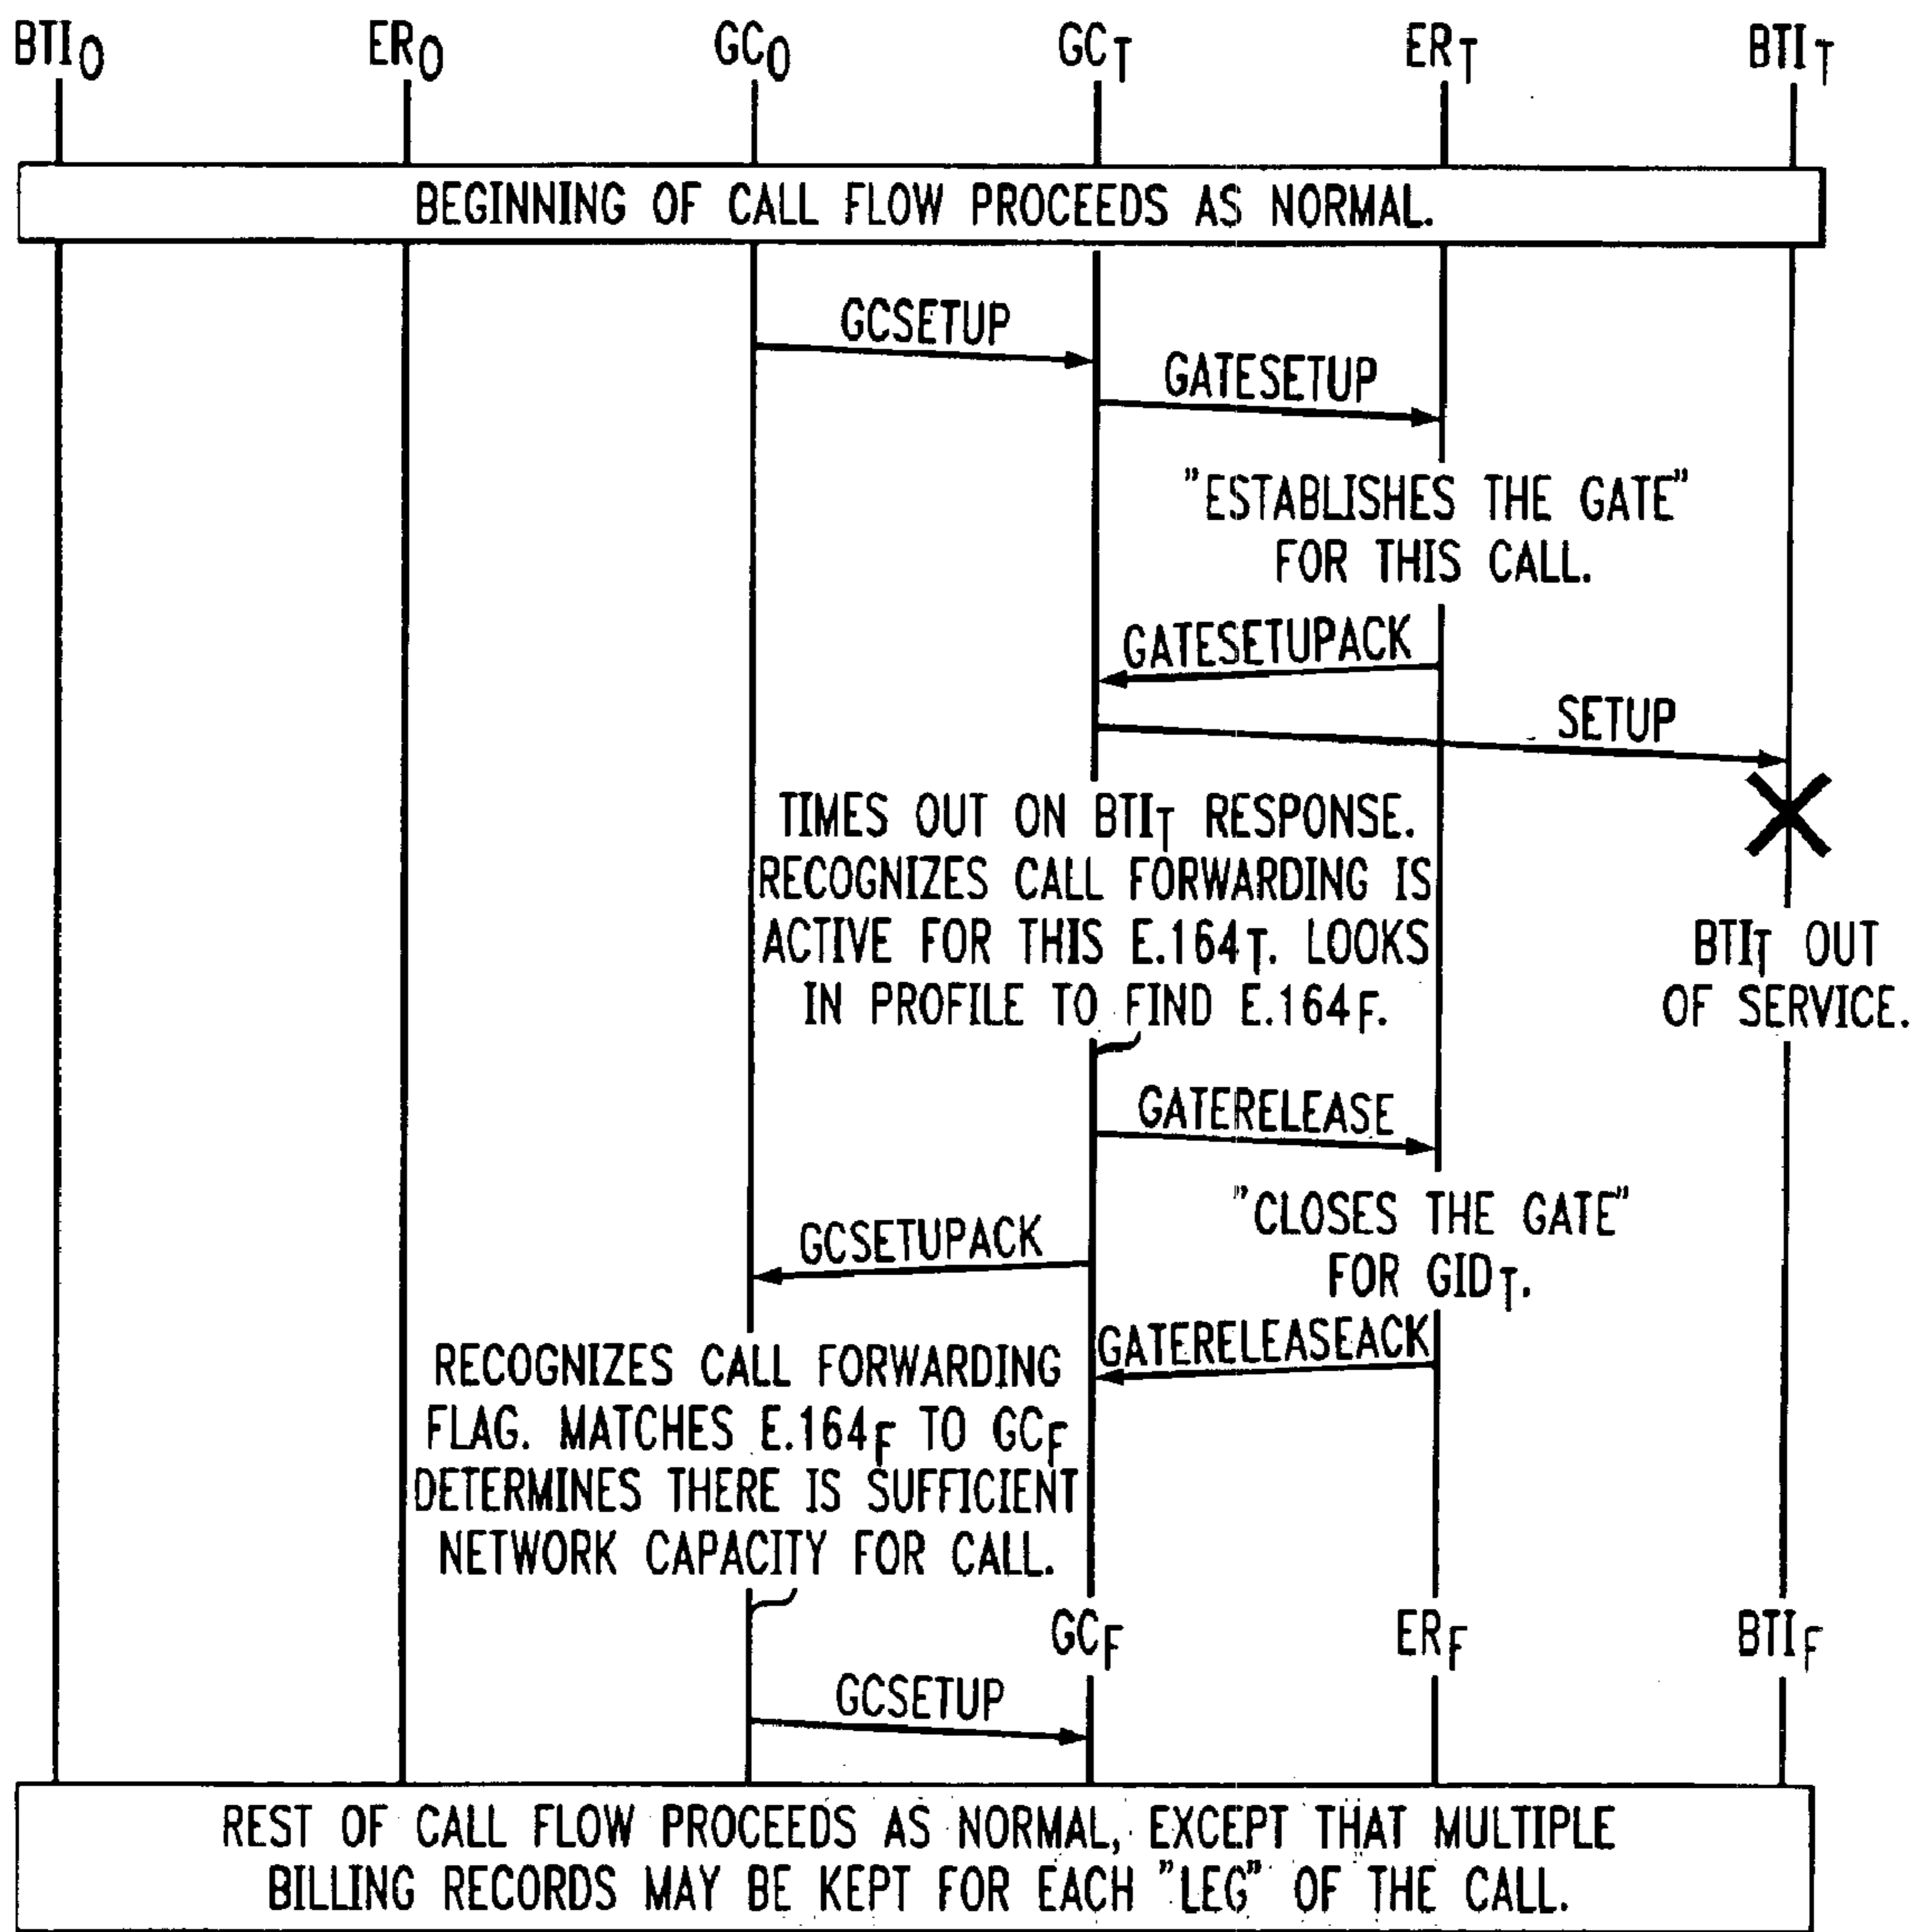 BTIO ERO GCO GCT ERT BTIT
BEGINNING OF CALL FLOW PROCEEDS AS NORMAL.
GCSETUP
GATESETUP
"ESTABLISHES THE GATE"
FOR THIS CALL.
GATESETUPACK
SETUP
TIMES OUT ON BTIT RESPONSE.
RECOGNIZES CALL FORWARDING IS
ACTIVE FOR THIS E.164T. LOOKS
IN PROFILE TO FIND E.164F.
BTIT OUT
OF SERVICE.
GATERELEASE
"CLOSES THE GATE"
FOR GIDT.
GCSETUPACK
GATERELEASEACK
RECOGNIZES CALL FORWARDING
FLAG. MATCHES E.164F TO GCF
DETERMINES THERE IS SUFFICIENT
NETWORK CAPACITY FOR CALL.
GCF ERF BTIF
GCSETUP
REST OF CALL FLOW PROCEEDS AS NORMAL, EXCEPT THAT MULTIPLE
BILLING RECORDS MAY BE KEPT FOR EACH "LEG" OF THE CALL.